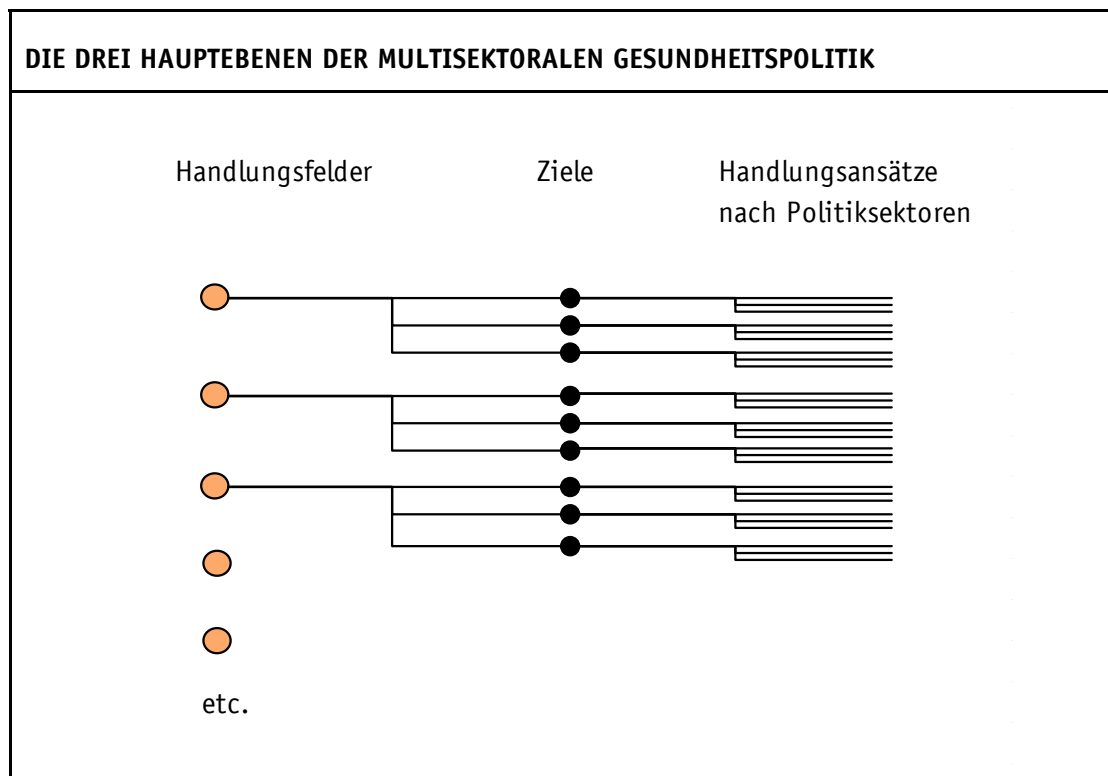 DIE DREI HAUPTEBENEN DER MULTISEKTORALEN GESUNDHEITSPOLITIK
Handlungsfelder
Ziele
Handlungsansätze
nach Politiksektoren
etc.